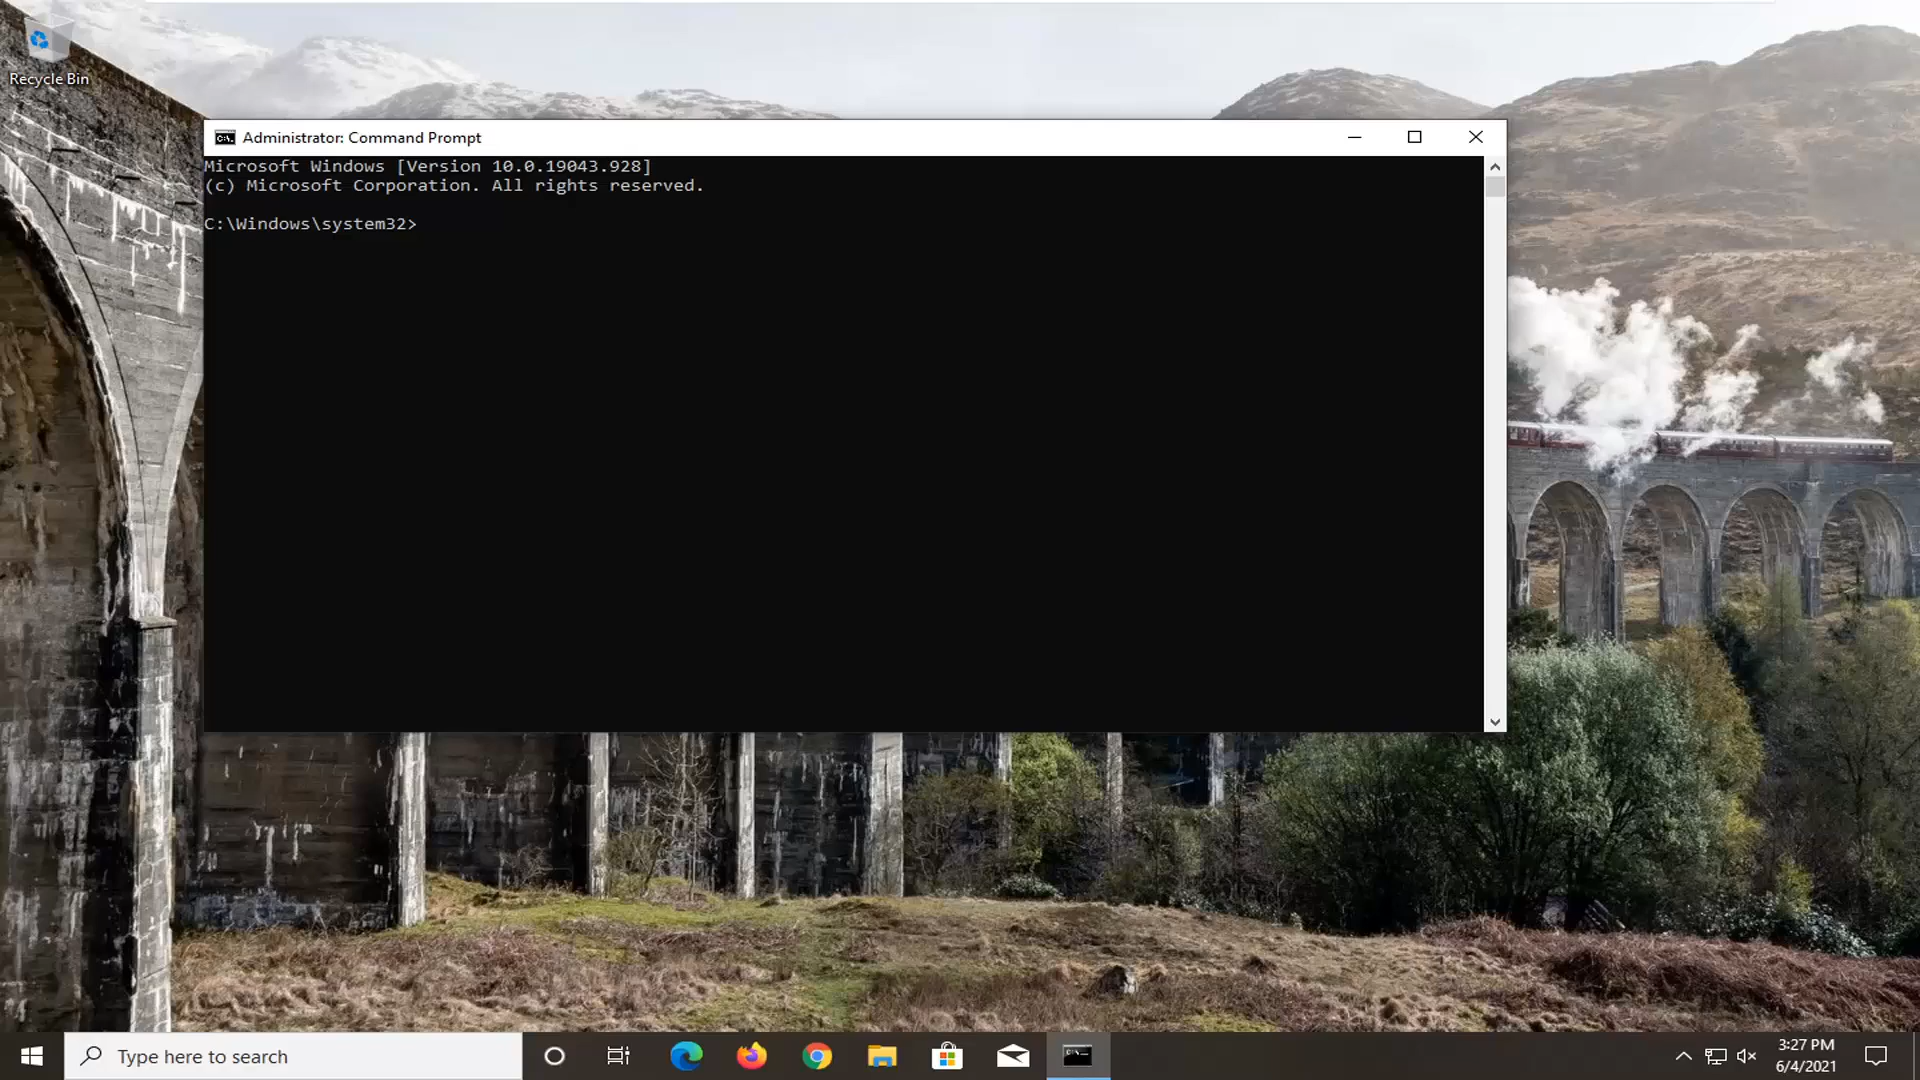 Recycle Bin
Administrator: Command Prompt
Microsoft Windows [Version 10.0.19043.928]
(c) Microsoft Corporation. All rights reserved.
C:\Windows\system32>
Type here to search
3:27 PM
6/4/2021